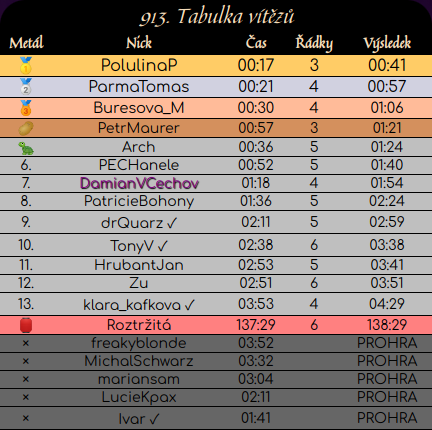 913. Tabulka vítězů
Metál Nick Čas Řádky Výsledek
🥇 PolulinaP 00:17 3 00:41
🥈 ParmaTomas 00:21 4 00:57
🥉 Buresova_M 00:30 4 01:06
🥔 PetrMaurer 00:57 3 01:21
🐢 Arch 00:36 5 01:24
6. PECHanele 00:52 5 01:40
7. DamianVCechov 01:18 4 01:54
8. PatricieBohony 01:36 5 02:24
9. drQuarz ✓ 02:11 5 02:59
10. TonyV ✓ 02:38 6 03:38
11. HrubantJan 02:53 5 03:41
12. Zu 02:51 6 03:51
13. klara_kafkova ✓ 03:53 4 04:29
Roztržitá 137:29 6 138:29
× freakyblonde 03:52 PROHRA
× MichalSchwarz 03:32 PROHRA
× mariansam 03:04 PROHRA
× LucieKpax 02:11 PROHRA
× Ivar ✓ 01:41 PROHRA